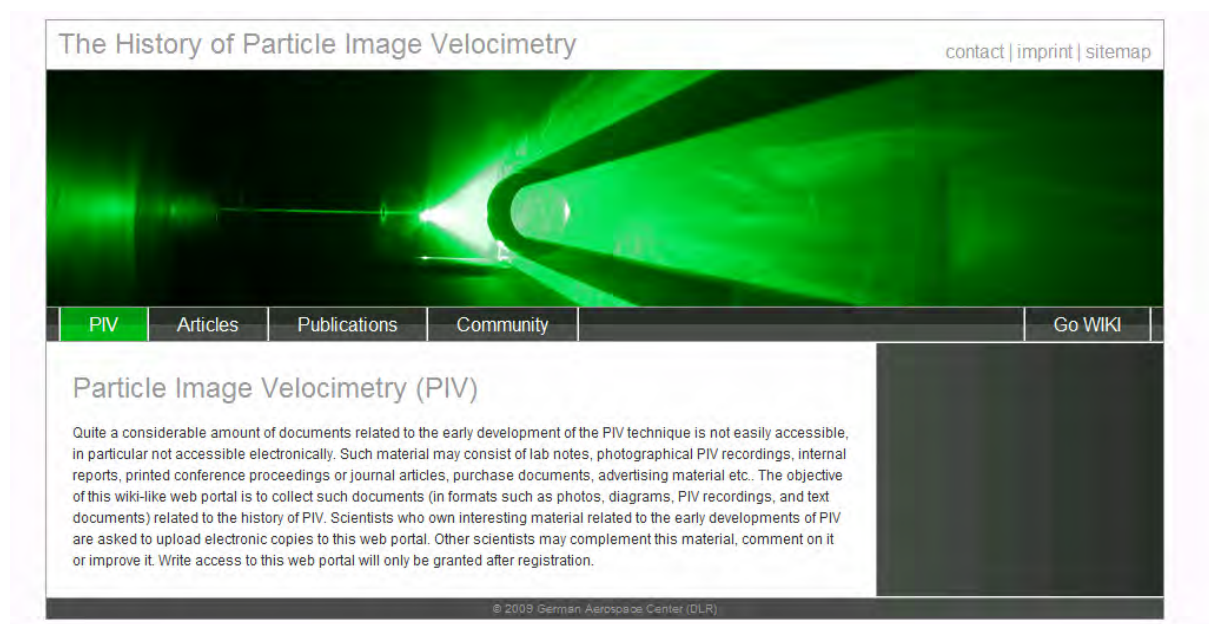 The History of Particle Image Velocimetry
contact | imprint | sitemap
PIV
Articles
Publications
Community
Go WIKI
Particle Image Velocimetry (PIV)
Quite a considerable amount of documents related to the early development of the PIV technique is not easily accessible,
in particular not accessible electronically. Such material may consist of lab notes, photographical PIV recordings, internal
reports, printed conference proceedings or journal articles, purchase documents, advertising material etc.. The objective
of this wiki-like web portal is to collect such documents (in formats such as photos, diagrams, PIV recordings, and text
documents) related to the history of PIV. Scientists who own interesting material related to the early developments of PIV
are asked to upload electronic copies to this web portal. Other scientists may complement this material, comment on it
or improve it. Write access to this web portal will only be granted after registration.
© 2009 German Aerospace Center (DLR)